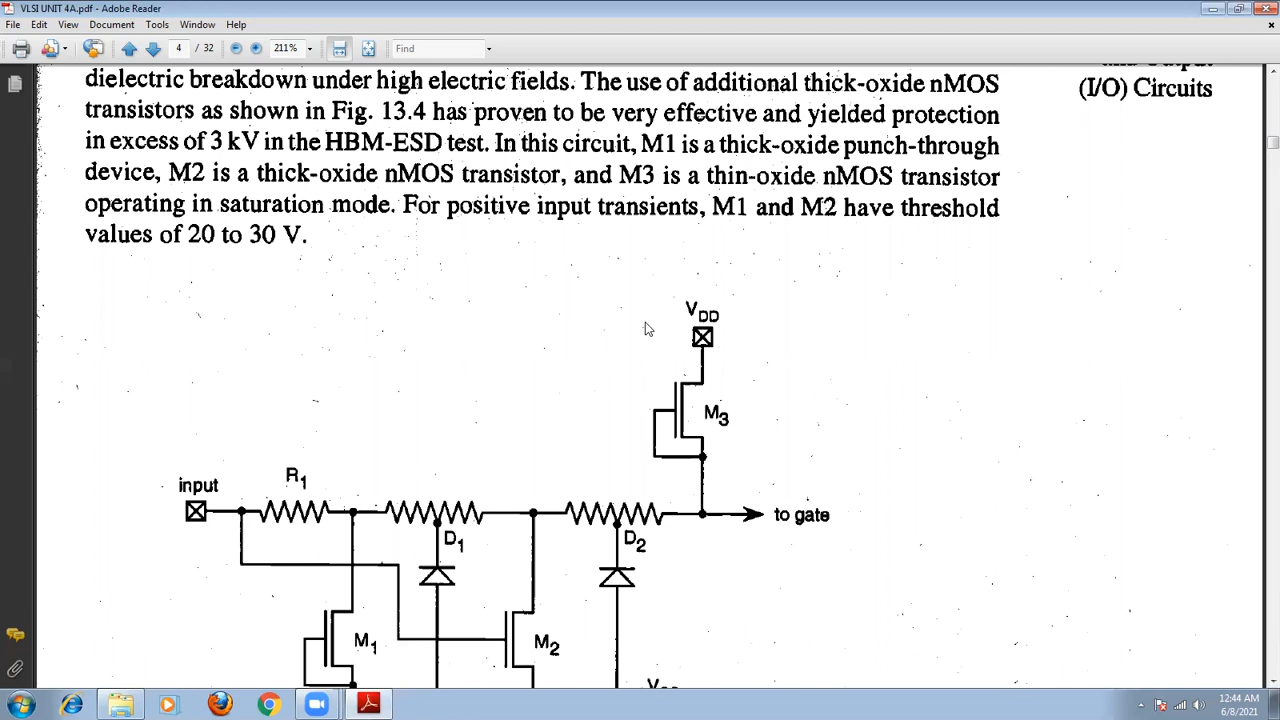 VLSI UNIT 4A.pdf - Adobe Reader
File Edit View Document Tools Window Help
4 / 32 211% Find
dielectric breakdown under high electric fields. The use of additional thick-oxide nMOS
transistors as shown in Fig. 13.4 has proven to be very effective and yielded protection
in excess of 3 kV in the HBM-ESD test. In this circuit, M1 is a thick-oxide punch-through
device, M2 is a thick-oxide nMOS transistor, and M3 is a thin-oxide nMOS transistor
operating in saturation mode. For positive input transients, M1 and M2 have threshold
values of 20 to 30 V.
(I/O) Circuits
VDD
M3
R1
input
to gate
D1
D2
M1
M2
12:44 AM
6/8/2021